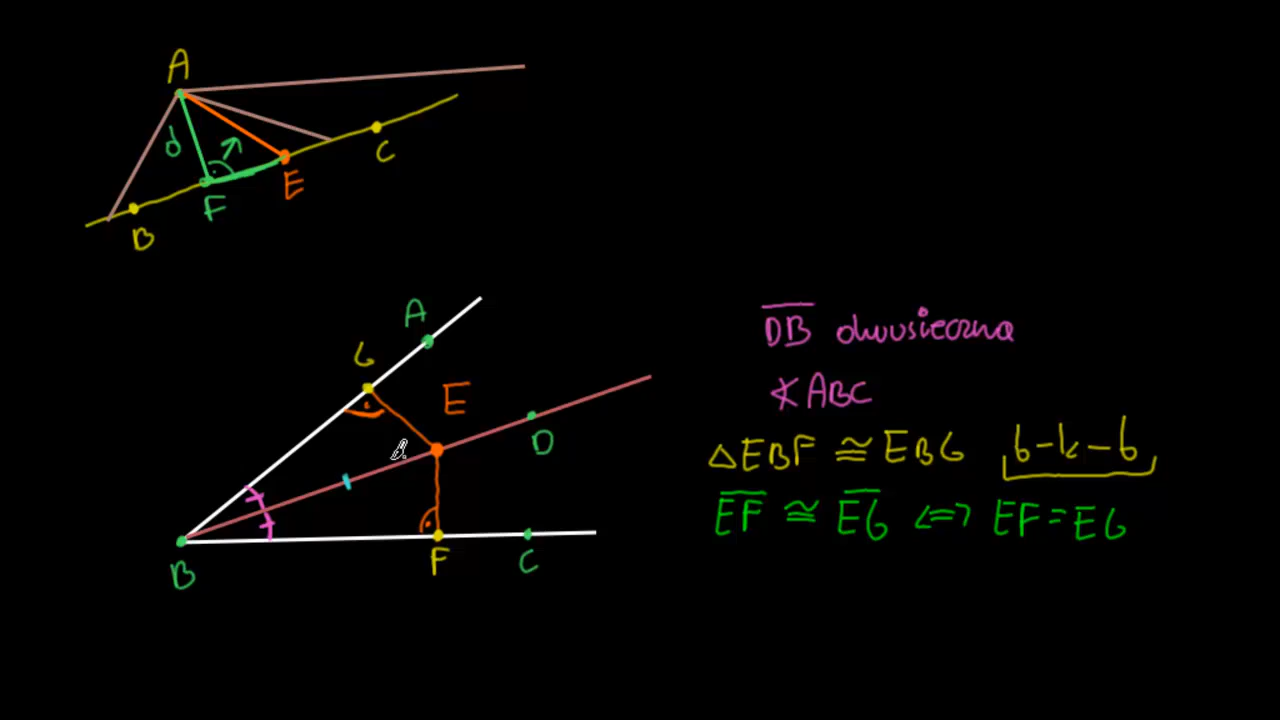 A
d
F
E
C
B
A
G
E
D
B
F
C
DB dwusieczna
∢ABC
△EBF ≅ EBG b-k-b
EF ≅ EG ⇔ EF = EG